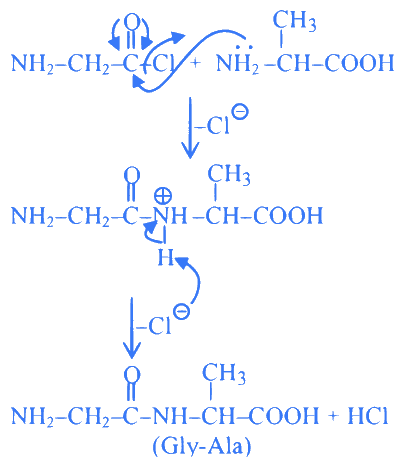 O CH₃
NH₂–CH₂–C–Cl + N̈H₂–CH–COOH
–Cl⊖
O ⊕ CH₃
NH₂–CH₂–C–NH–CH–COOH
H
–Cl⊖
O CH₃
NH₂–CH₂–C–NH–CH–COOH + HCl
(Gly-Ala)